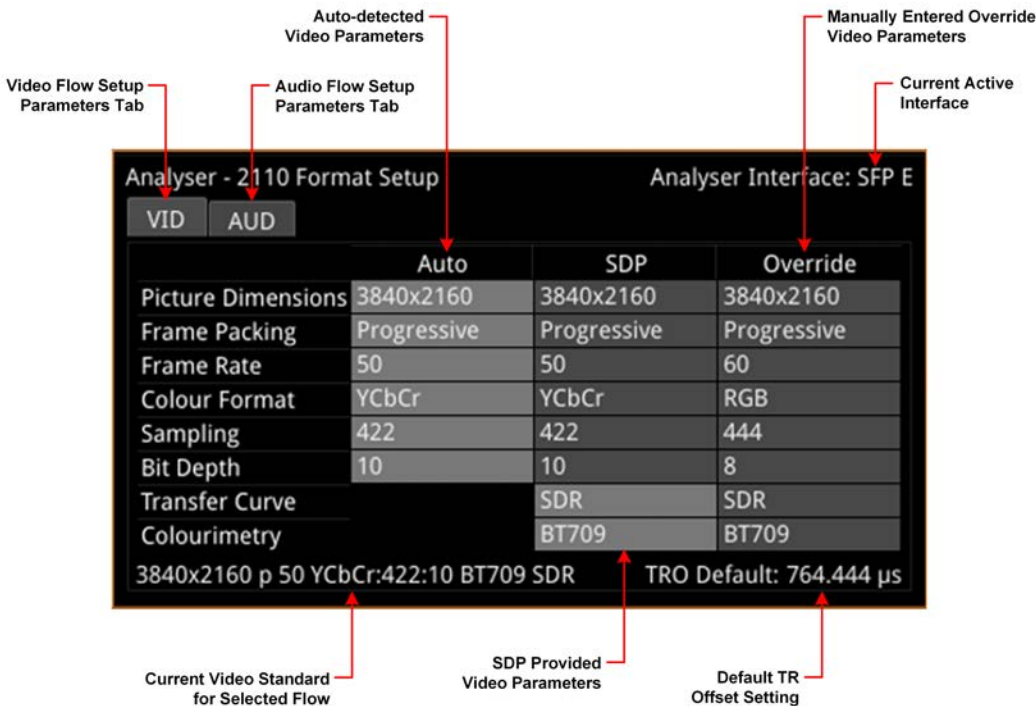 Auto-detected
Video Parameters
Manually Entered Override
Video Parameters
Video Flow Setup
Parameters Tab
Audio Flow Setup
Parameters Tab
Current Active
Interface
Analyser - 2110 Format Setup
Analyser Interface: SFP E
VID AUD
Auto SDP Override
Picture Dimensions 3840x2160 3840x2160 3840x2160
Frame Packing Progressive Progressive Progressive
Frame Rate 50 50 60
Colour Format YCbCr YCbCr RGB
Sampling 422 422 444
Bit Depth 10 10 8
Transfer Curve SDR SDR
Colourimetry BT709 BT709
3840x2160 p 50 YCbCr:422:10 BT709 SDR TRO Default: 764.444 µs
Current Video Standard
for Selected Flow
SDP Provided
Video Parameters
Default TR
Offset Setting